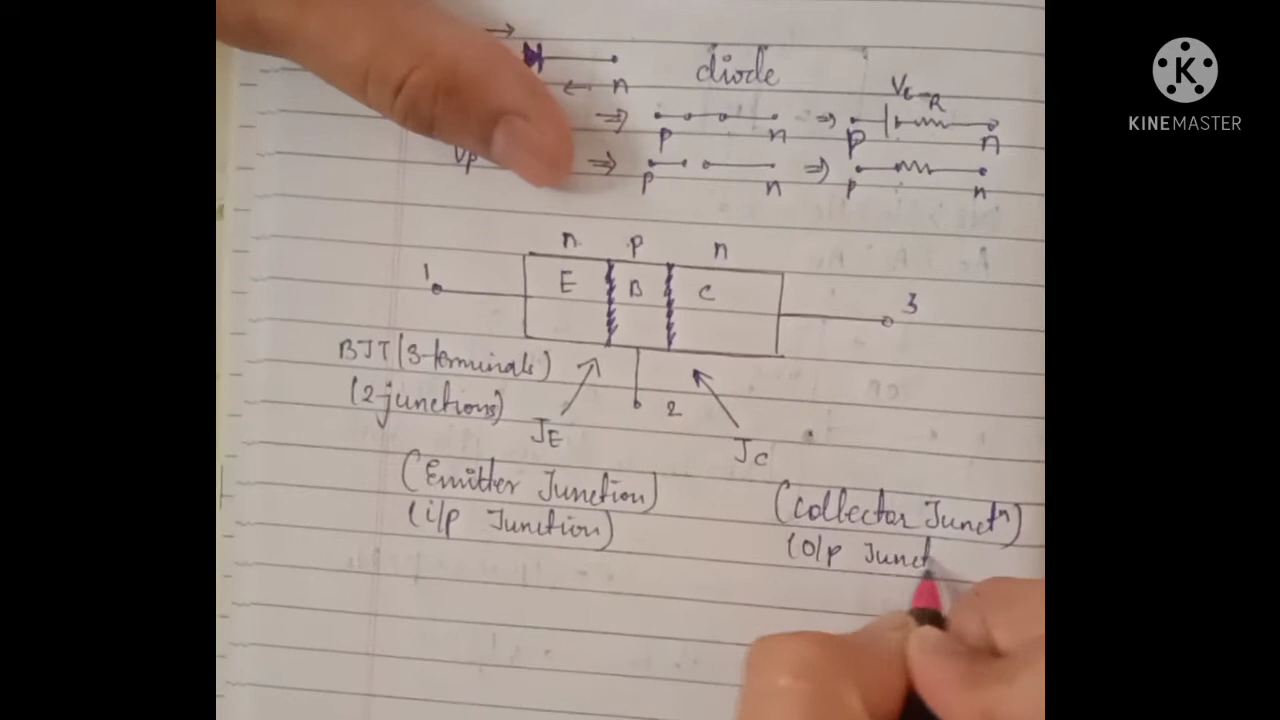 diode
n
Vc R
⇒ p n ⇒ p n
Vp ⇒ p n ⇒ p n
n p n
1 E B C 3
BJT (3-terminals)
(2 junctions)
2
JE
JC
(Emitter Junction)
(i/p Junction)
(Collector Junctn)
(O/p Junct
K
KINEMASTER